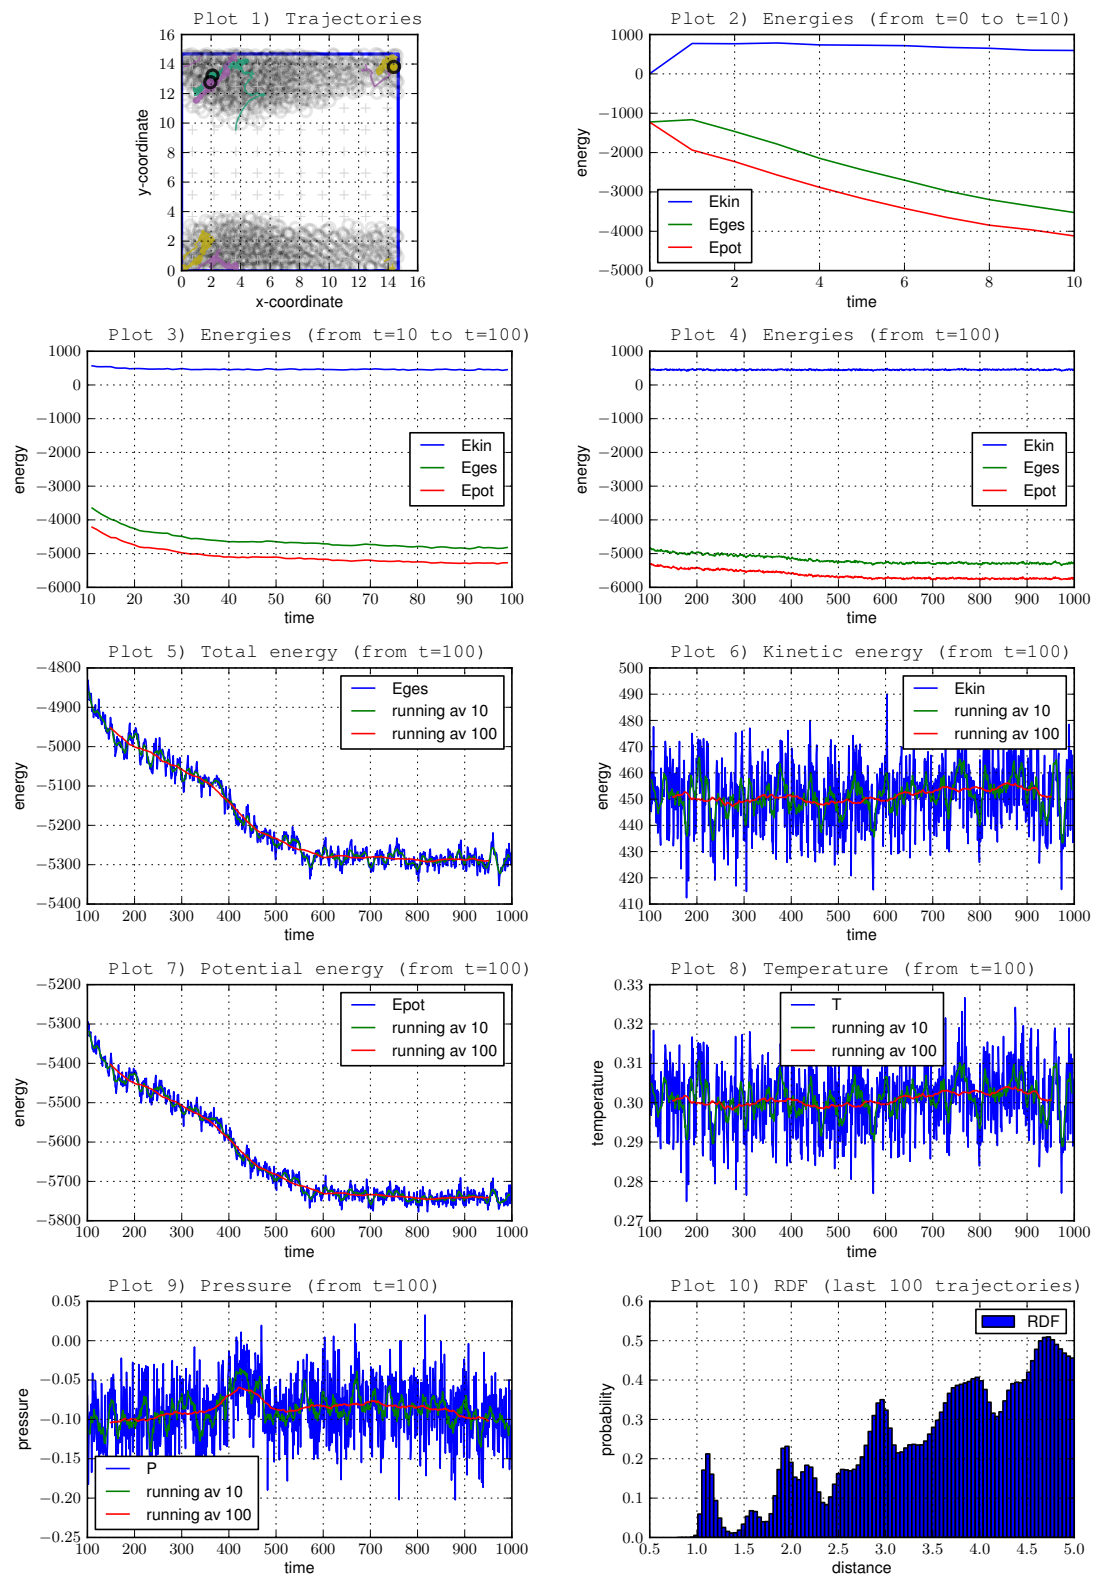 Plot 1) Trajectories
16
14
12
10
8
6
4
2
0
0 2 4 6 8 10 12 14 16
y-coordinate
x-coordinate
Plot 2) Energies (from t=0 to t=10)
1000
0
−1000
−2000
−3000
−4000
−5000
0 2 4 6 8 10
energy
time
Ekin
Eges
Epot
Plot 3) Energies (from t=10 to t=100)
1000
0
−1000
−2000
−3000
−4000
−5000
−6000
10 20 30 40 50 60 70 80 90 100
energy
time
Ekin
Eges
Epot
Plot 4) Energies (from t=100)
1000
0
−1000
−2000
−3000
−4000
−5000
−6000
100 200 300 400 500 600 700 800 900 1000
energy
time
Ekin
Eges
Epot
Plot 5) Total energy (from t=100)
−4800
−4900
−5000
−5100
−5200
−5300
−5400
100 200 300 400 500 600 700 800 900 1000
energy
time
Eges
running av 10
running av 100
Plot 6) Kinetic energy (from t=100)
500
490
480
470
460
450
440
430
420
410
100 200 300 400 500 600 700 800 900 1000
energy
time
Ekin
running av 10
running av 100
Plot 7) Potential energy (from t=100)
−5200
−5300
−5400
−5500
−5600
−5700
−5800
100 200 300 400 500 600 700 800 900 1000
energy
time
Epot
running av 10
running av 100
Plot 8) Temperature (from t=100)
0.33
0.32
0.31
0.30
0.29
0.28
0.27
100 200 300 400 500 600 700 800 900 1000
temperature
time
T
running av 10
running av 100
Plot 9) Pressure (from t=100)
0.05
0.00
−0.05
−0.10
−0.15
−0.20
−0.25
100 200 300 400 500 600 700 800 900 1000
pressure
time
P
running av 10
running av 100
Plot 10) RDF (last 100 trajectories)
0.6
0.5
0.4
0.3
0.2
0.1
0.0
0.5 1.0 1.5 2.0 2.5 3.0 3.5 4.0 4.5 5.0
probability
distance
RDF